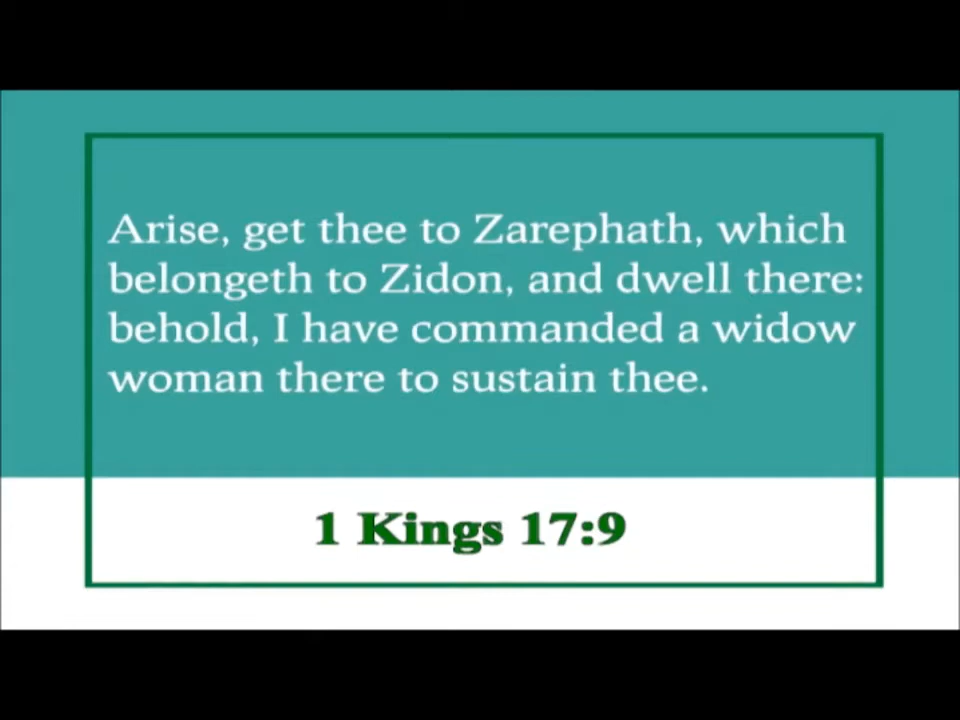 Arise, get thee to Zarephath, which
belongeth to Zidon, and dwell there:
behold, I have commanded a widow
woman there to sustain thee.
1 Kings 17:9